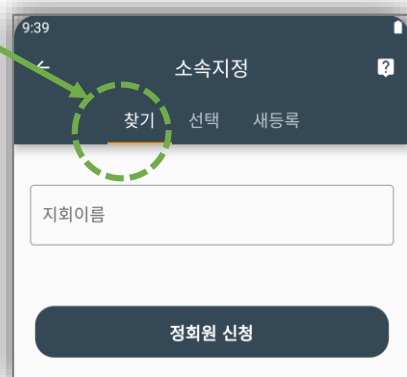 9:39
소속지정
찾기 선택 새등록
지회이름
정회원 신청